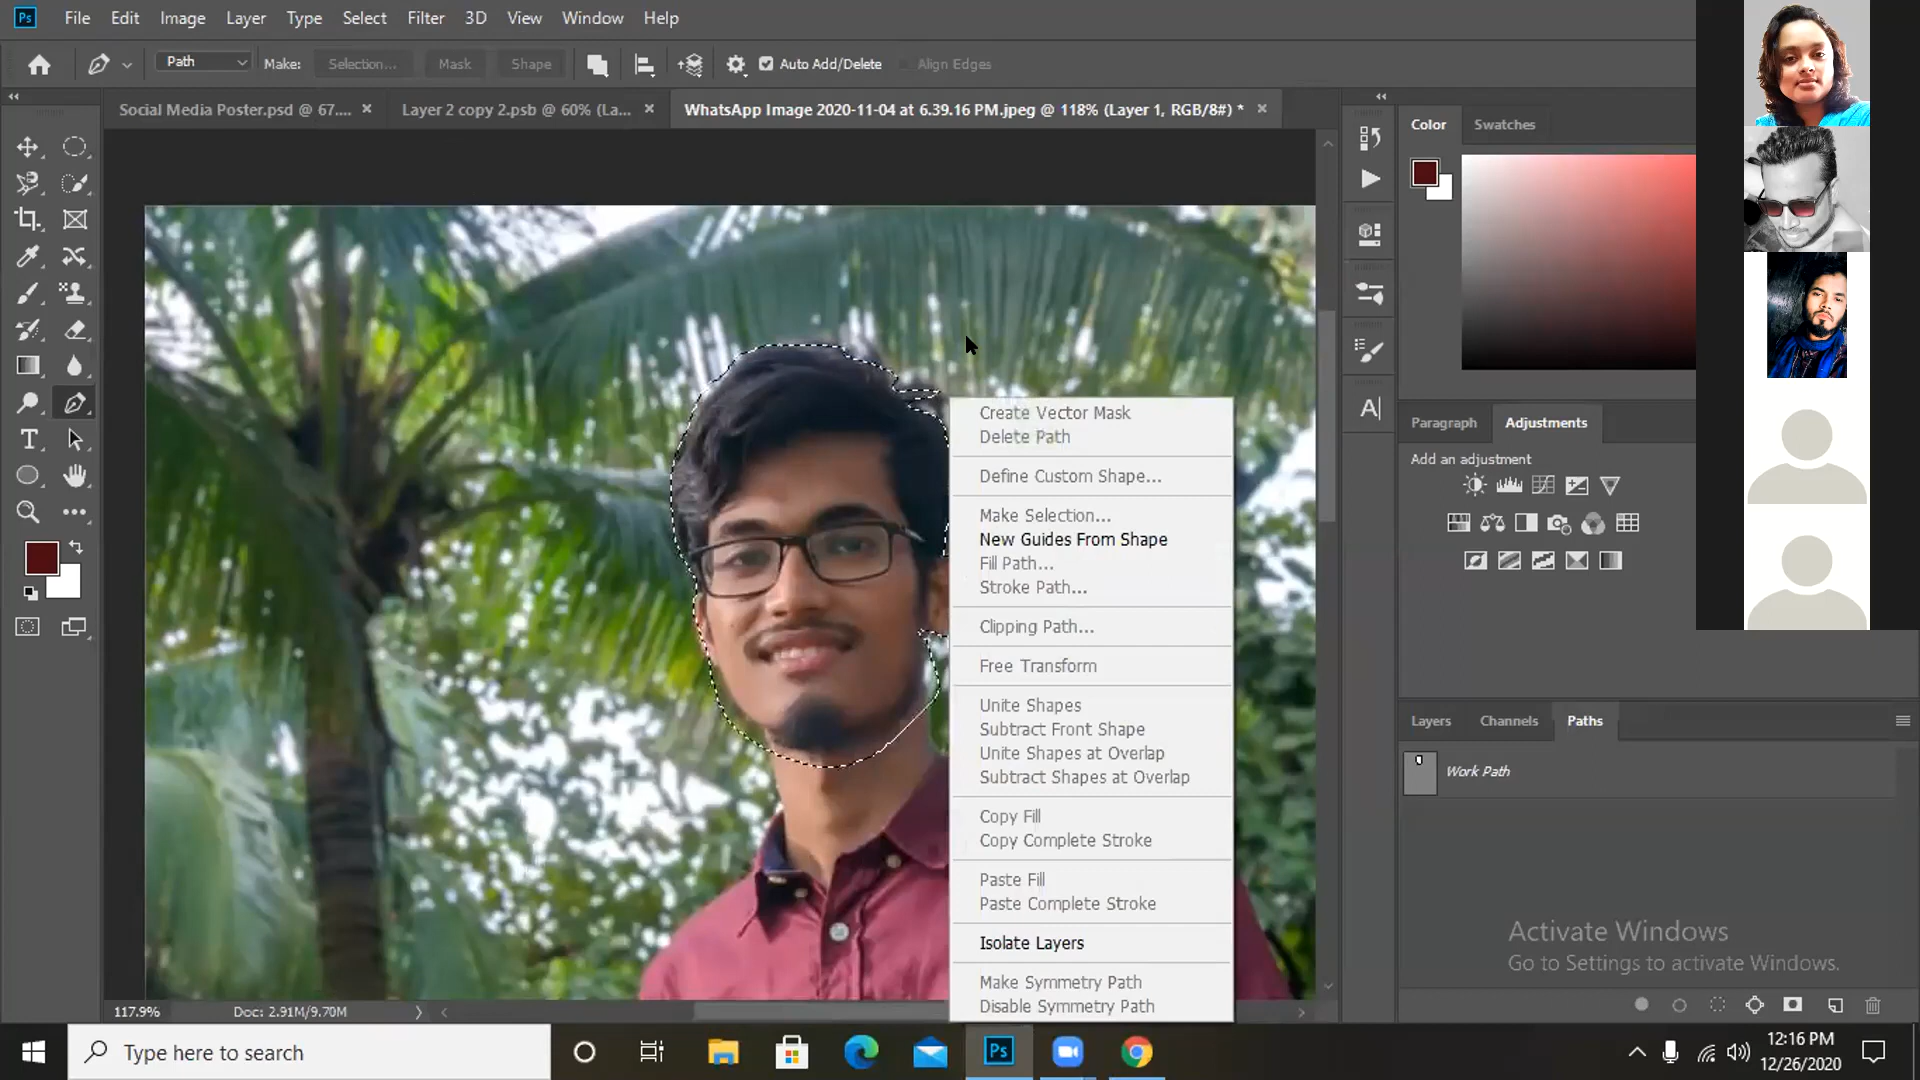 Ps File Edit Image Layer Type Select Filter 3D View Window Help
Path Make: Selection... Mask Shape Auto Add/Delete Align Edges
Social Media Poster.psd @ 67.... × Layer 2 copy 2.psb @ 60% (La... × WhatsApp Image 2020-11-04 at 6.39.16 PM.jpeg @ 118% (Layer 1, RGB/8#) * ×
Color Swatches
Create Vector Mask
Delete Path
Define Custom Shape...
Make Selection...
New Guides From Shape
Fill Path...
Stroke Path...
Clipping Path...
Free Transform
Unite Shapes
Subtract Front Shape
Unite Shapes at Overlap
Subtract Shapes at Overlap
Copy Fill
Copy Complete Stroke
Paste Fill
Paste Complete Stroke
Isolate Layers
Make Symmetry Path
Disable Symmetry Path
Paragraph Adjustments
Add an adjustment
Layers Channels Paths
Work Path
Activate Windows
Go to Settings to activate Windows.
117.9% Doc: 2.91M/9.70M
Type here to search
Ps
12:16 PM
12/26/2020